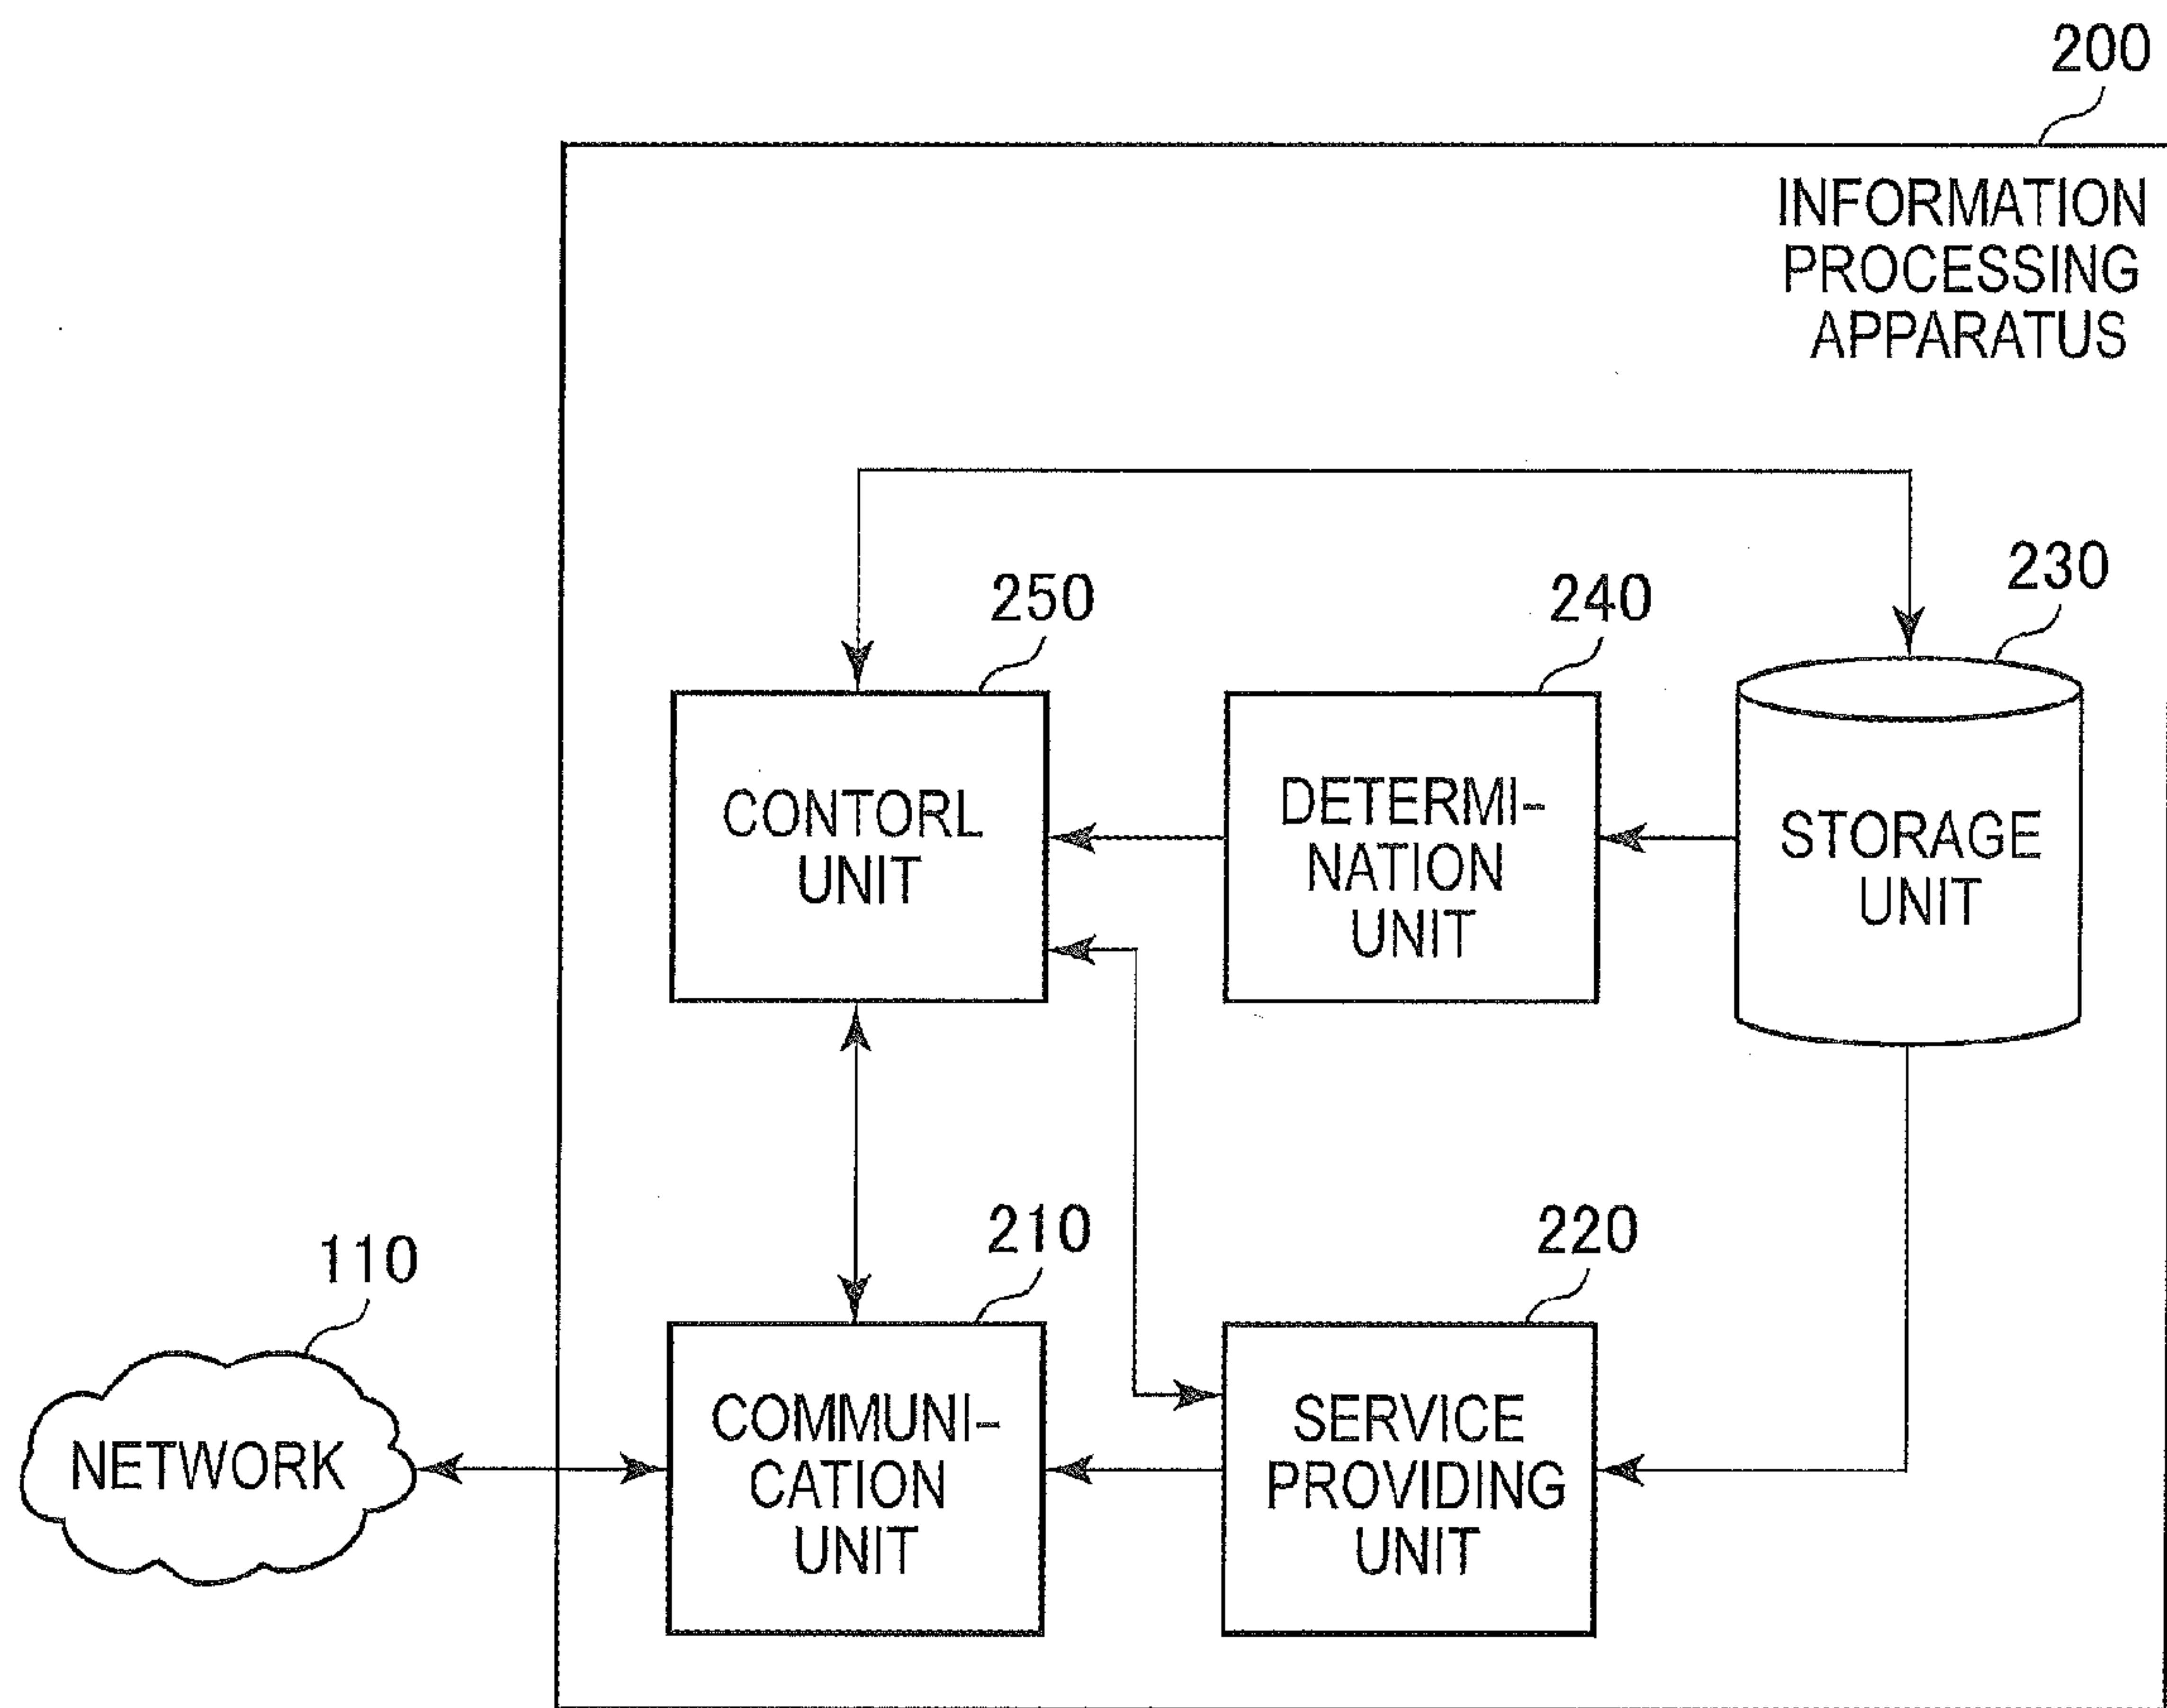 200
INFORMATION
PROCESSING
APPARATUS
250
240
230
CONTORL
UNIT
DETERMI-
NATION
UNIT
STORAGE
UNIT
110
210
220
NETWORK
COMMUNI-
CATION
UNIT
SERVICE
PROVIDING
UNIT